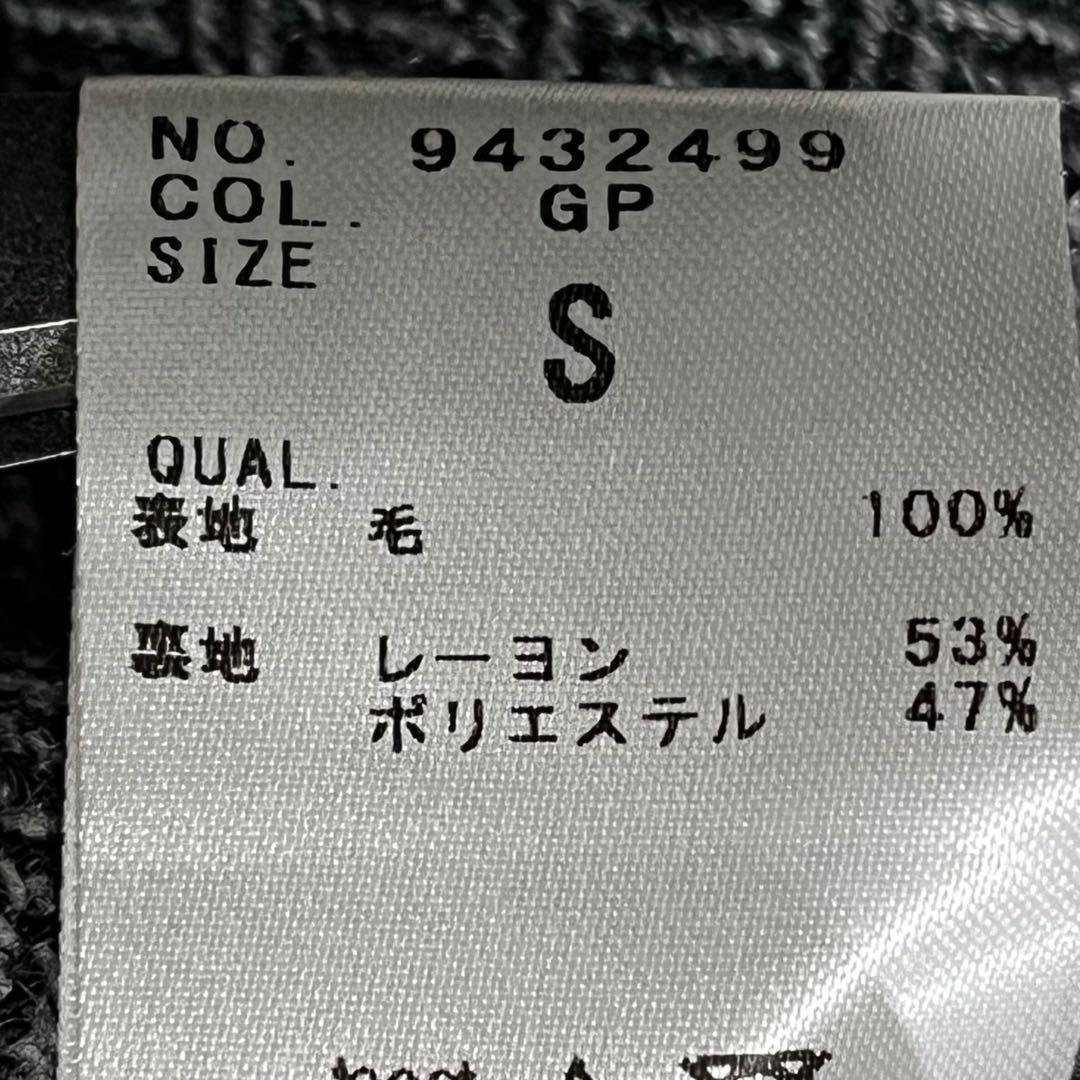 NO. 9432499
COL. GP
SIZE
S
QUAL.
表地 毛 100%
裏地 レーヨン 53%
ポリエステル 47%